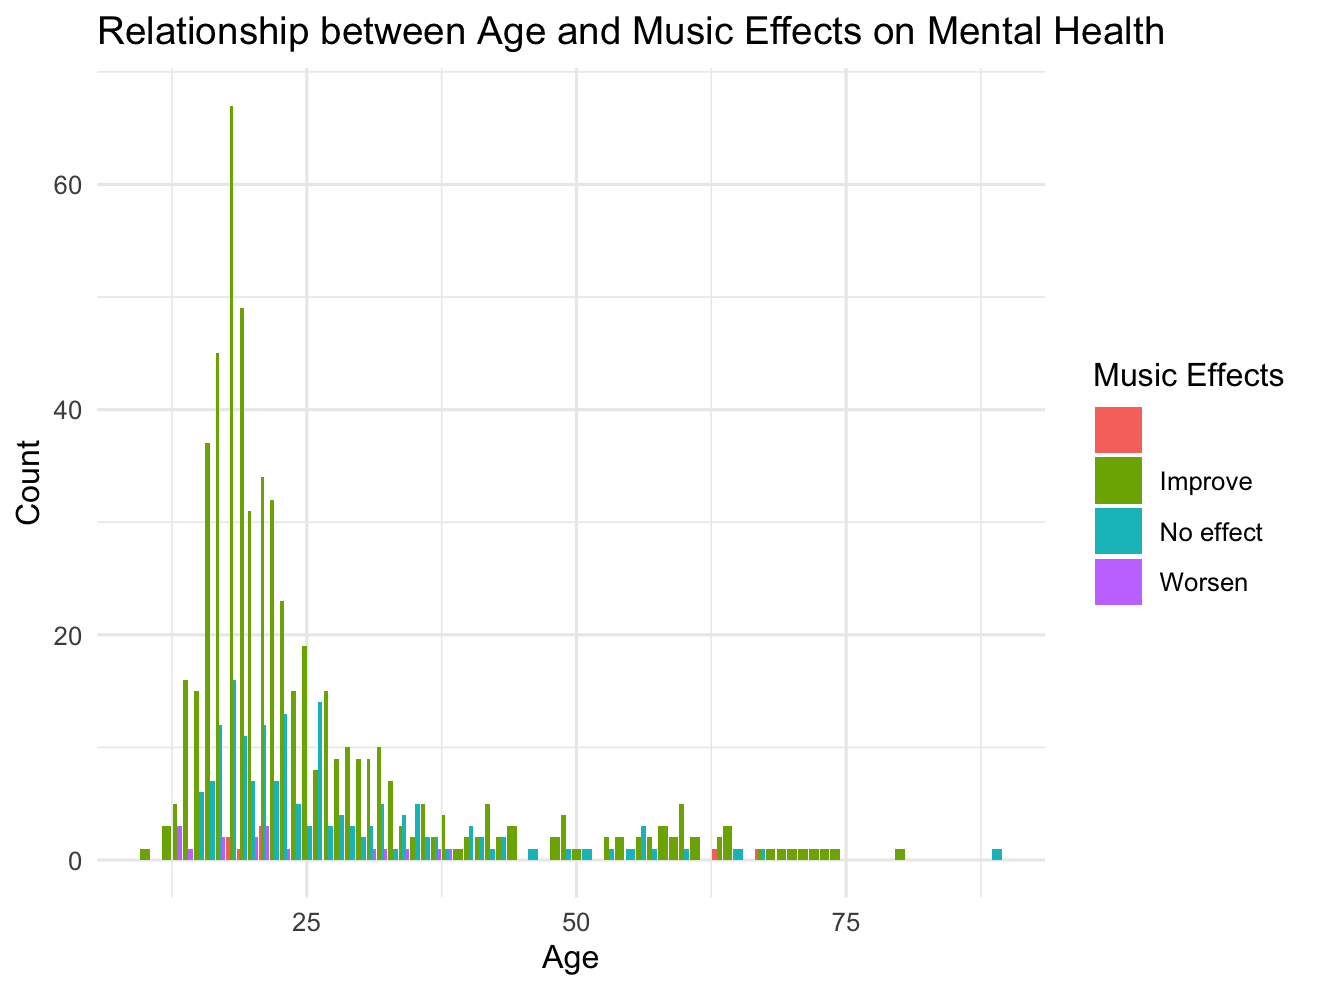 Relationship between Age and Music Effects on Mental Health
60
40
20
0
Count
25
50
75
Age
Music Effects
Improve
No effect
Worsen